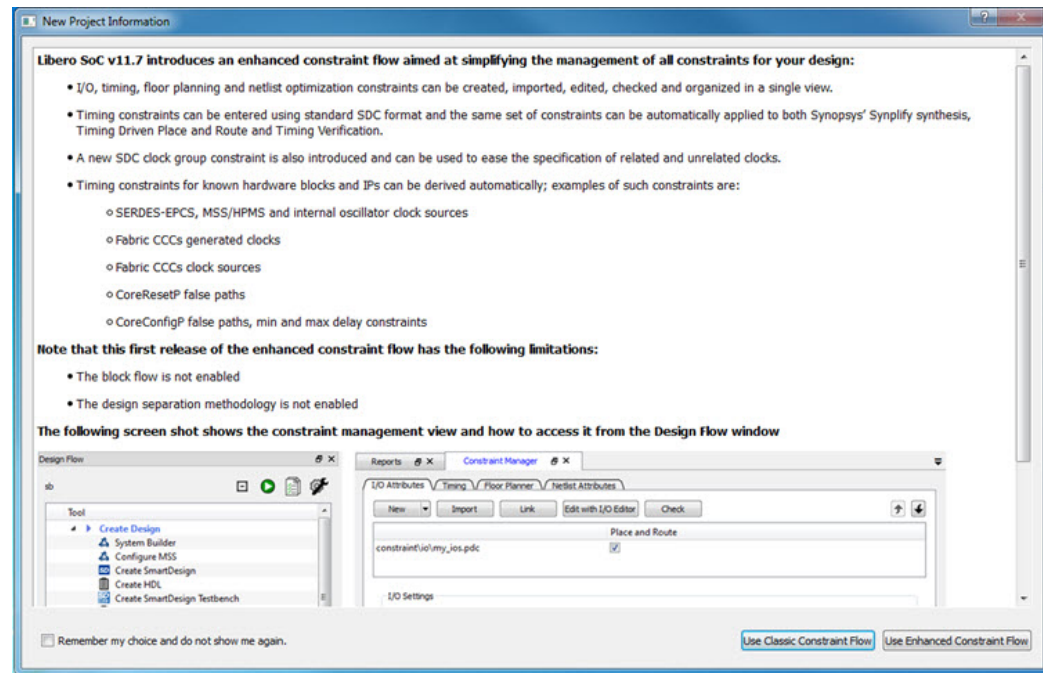 New Project Information
Libero SoC v11.7 introduces an enhanced constraint flow aimed at simplifying the management of all constraints for your design:
• I/O, timing, floor planning and netlist optimization constraints can be created, imported, edited, checked and organized in a single view.
• Timing constraints can be entered using standard SDC format and the same set of constraints can be automatically applied to both Synopsys' Synplify synthesis,
Timing Driven Place and Route and Timing Verification.
• A new SDC clock group constraint is also introduced and can be used to ease the specification of related and unrelated clocks.
• Timing constraints for known hardware blocks and IPs can be derived automatically; examples of such constraints are:
SERDES-EPCS, MSS/HPMS and internal oscillator clock sources
Fabric CCCs generated clocks
Fabric CCCs clock sources
CoreResetP false paths
CoreConfigP false paths, min and max delay constraints
Note that this first release of the enhanced constraint flow has the following limitations:
• The block flow is not enabled
• The design separation methodology is not enabled
The following screen shot shows the constraint management view and how to access it from the Design Flow window
Design Flow
sb
Tool
Create Design
System Builder
Configure MSS
Create SmartDesign
Create HDL
Create SmartDesign Testbench
Reports Constraint Manager
I/O Attributes Timing Floor Planner Netlist Attributes
New Import Link Edit with I/O Editor Check
Place and Route
constraint\io\my_ios.pdc
I/O Settings
Remember my choice and do not show me again.
Use Classic Constraint Flow Use Enhanced Constraint Flow